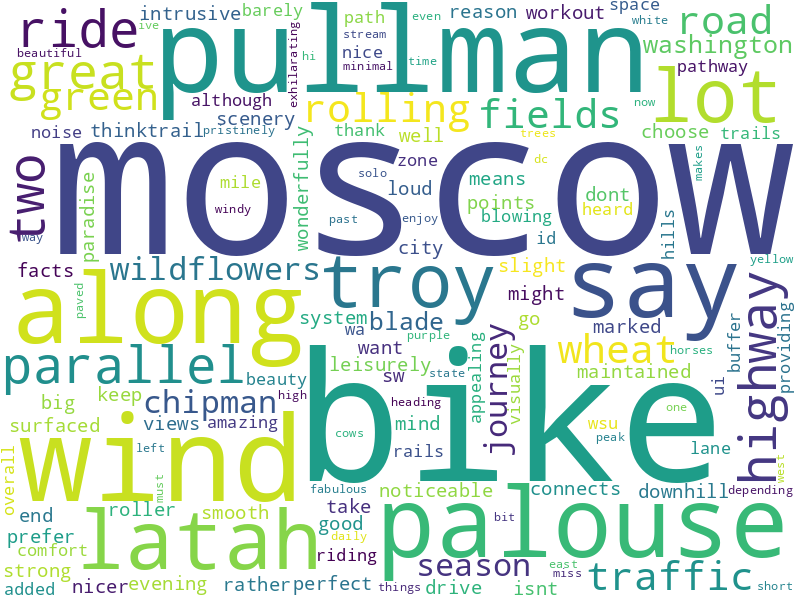 ride
intrusive
barely
ive
hi
path
even
stream
nice
minimal
time
reason
workout
space
white
road
washington
pathway
beautiful
pullman
great
green
although
scenery
exhilarating
rolling
fields
lot
now
noise
thinktrail
pristinely
thank
well
trees
choose
trails
two
moscow
paradise
mile
windy
wonderfully
solo
zone
loud
means
points
blowing
dc
dont
heard
makes
past
enjoy
way
city
id
hills
facts
wildflowers
troy
slight
say
yellow
along
paved
system
wa
blade
purple
might
go
marked
highway
buffer
providing
parallel
want
leisurely
state
appealing
visually
journey
wheat
horses
maintained
beauty
high
sw
heading
big
keep
chipman
surfaced
views
amazing
mind
rails
wsu
peak
one
ui
wind
bike
left
cows
lane
west
overall
must
fabulous
noticeable
connects
downhill
depending
roller
smooth
take
bit
palouse
end
latah
daily
good
prefer
comfort
riding
season
east
miss
isnt
traffic
strong
added
nicer
evening
rather
perfect
things
drive
short